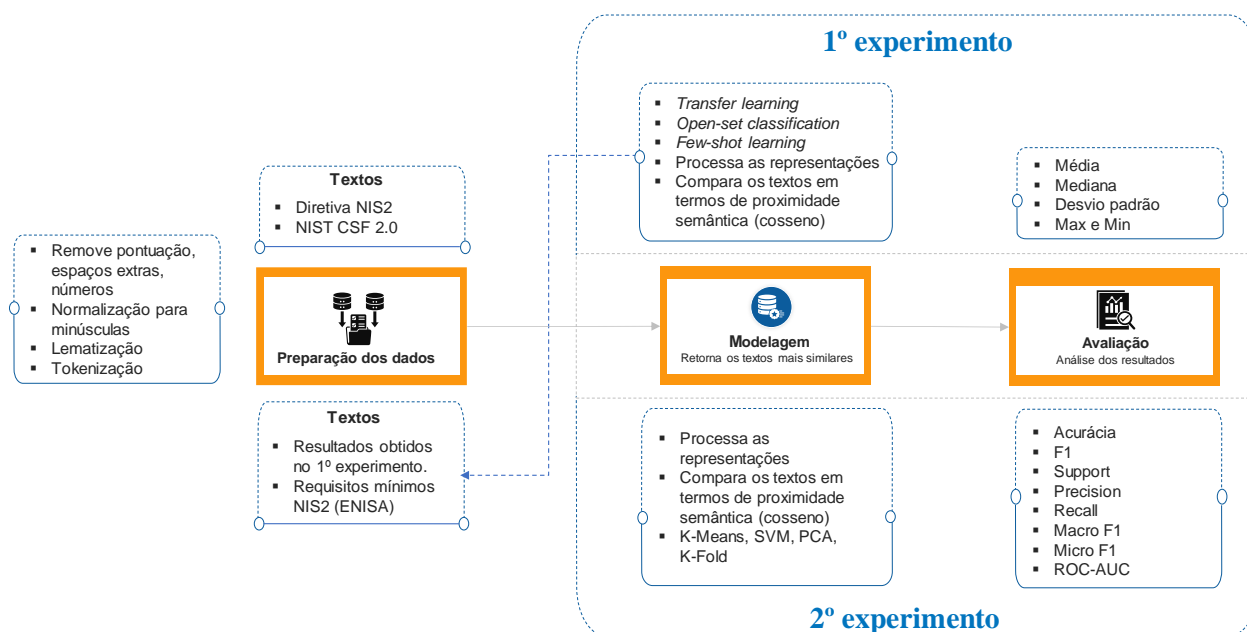 1º experimento
▪ Remove pontuação,
espaços extras,
números
▪ Normalização para
minúsculas
▪ Lematização
▪ Tokenização
Textos
▪ Diretiva NIS2
▪ NIST CSF 2.0
Preparação dos dados
Textos
▪ Resultados obtidos
no 1º experimento.
▪ Requisitos mínimos
NIS2 (ENISA)
▪ Transfer learning
▪ Open-set classification
▪ Few-shot learning
▪ Processa as representações
▪ Compara os textos em
termos de proximidade
semântica (cosseno)
Modelagem
Retorna os textos mais similares
▪ Processa as
representações
▪ Compara os textos em
termos de proximidade
semântica (cosseno)
▪ K-Means, SVM, PCA,
K-Fold
▪ Média
▪ Mediana
▪ Desvio padrão
▪ Max e Min
Avaliação
Análise dos resultados
▪ Acurácia
▪ F1
▪ Support
▪ Precision
▪ Recall
▪ Macro F1
▪ Micro F1
▪ ROC-AUC
2º experimento